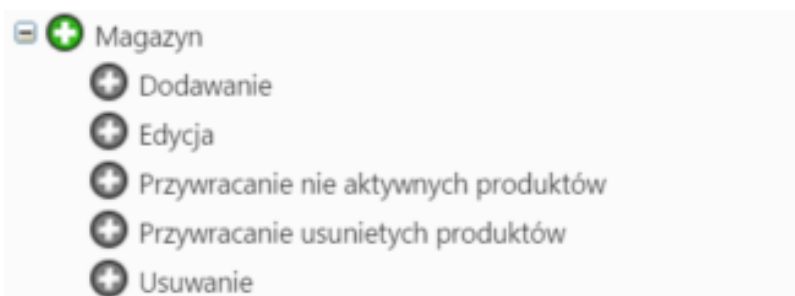 Magazyn
Dodawanie
Edycja
Przywracanie nie aktywnych produktów
Przywracanie usunietych produktów
Usuwanie